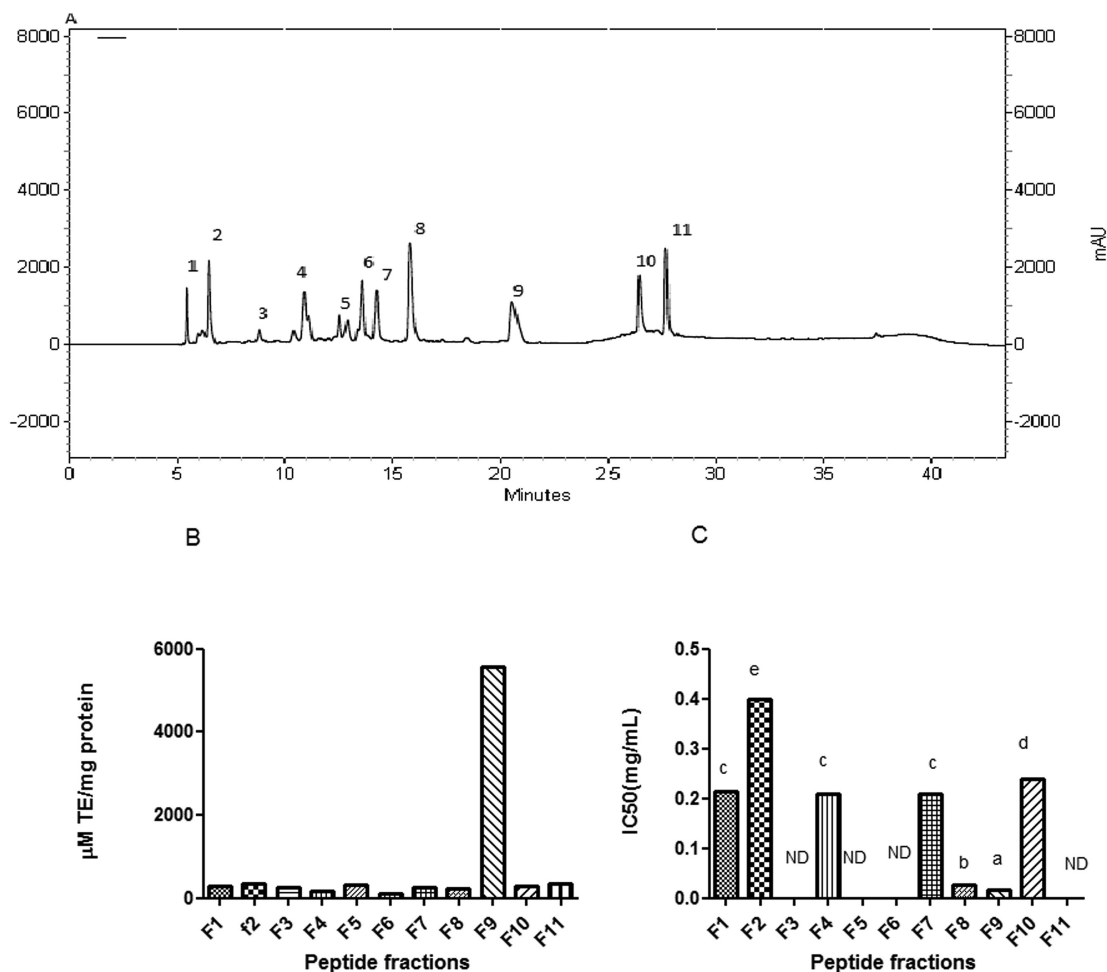 A
8000
6000
4000
2000
0
-2000
8000
6000
4000
2000
0
-2000
mAU
1
2
3
4
5
6
7
8
9
10
11
0 5 10 15 20 25 30 35 40
Minutes
B
μM TE/mg protein
6000
4000
2000
0
F1 f2 F3 F4 F5 F6 F7 F8 F9 F10 F11
Peptide fractions
C
IC50(mg/mL)
0.5
0.4
0.3
0.2
0.1
0.0
c
e
ND
c
ND
ND
c
b
a
d
ND
F1 F2 F3 F4 F5 F6 F7 F8 F9 F10 F11
Peptide fractions